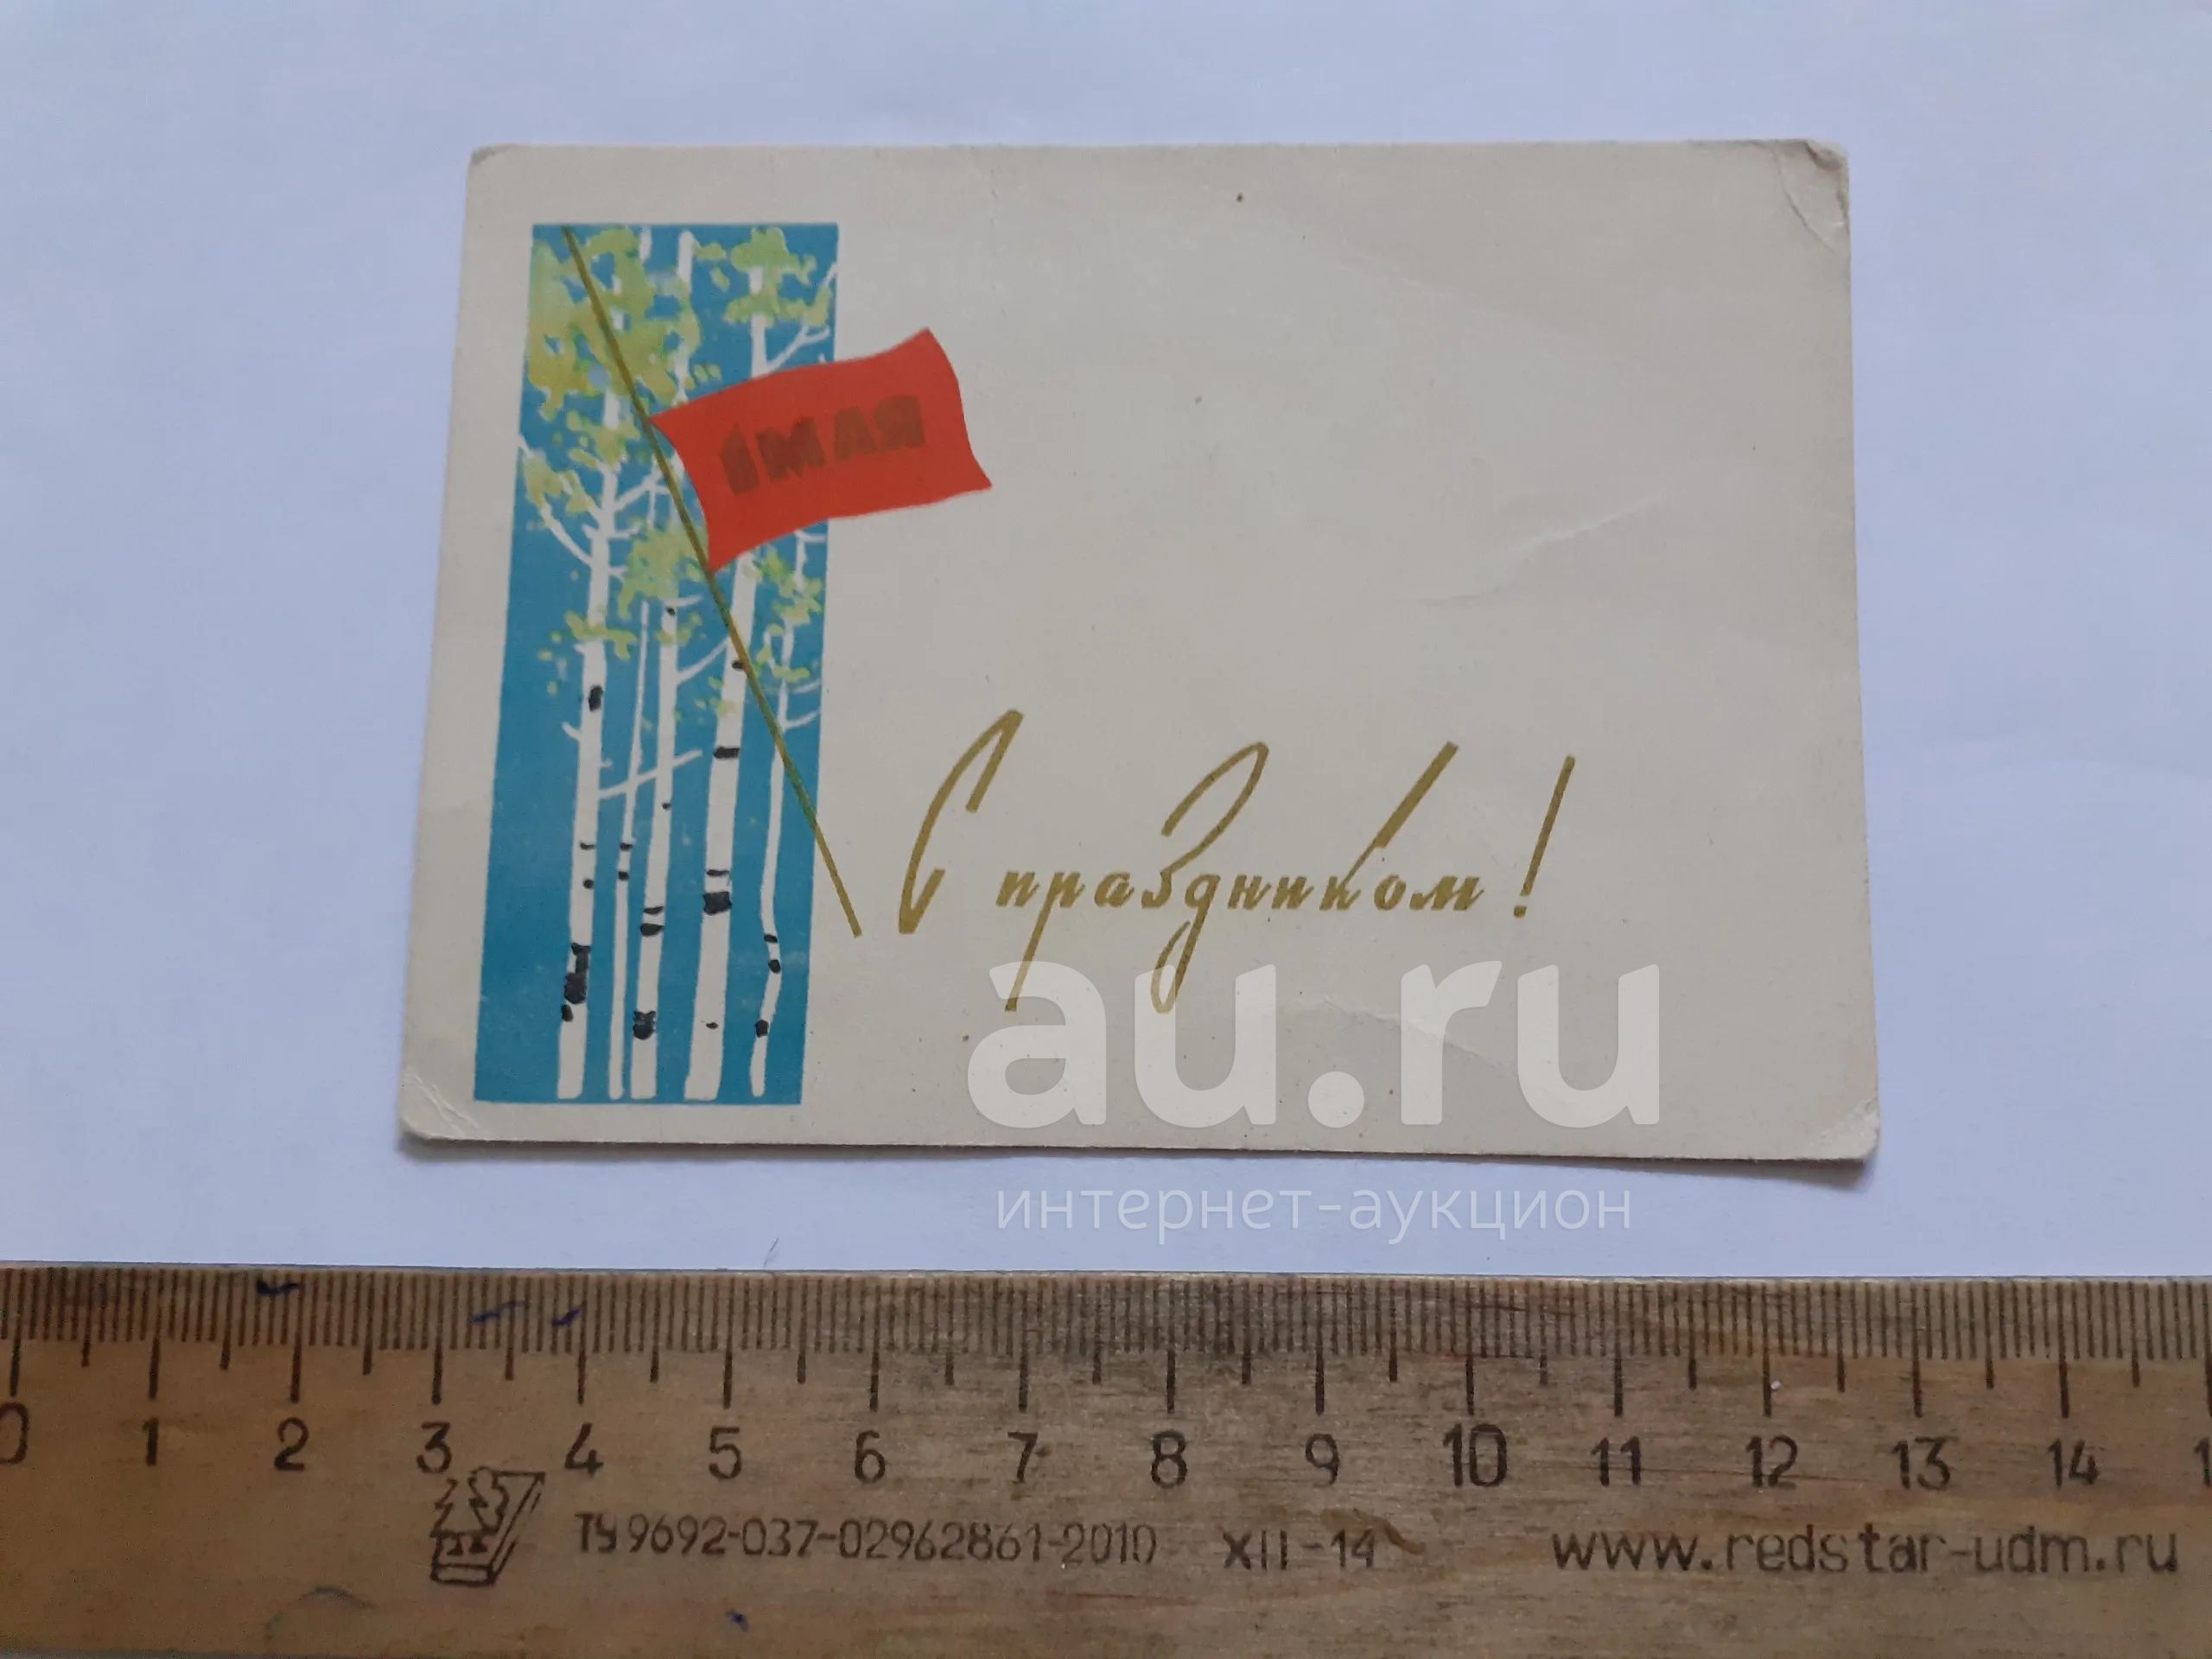 1 МАЯ
С праздником!
au.ru
интернет-аукцион
0 1 2 3 4 5 6 7 8 9 10 11 12 13 14
ТУ 9692-037-02962861-2010 XII-14 www.redstar-udm.ru